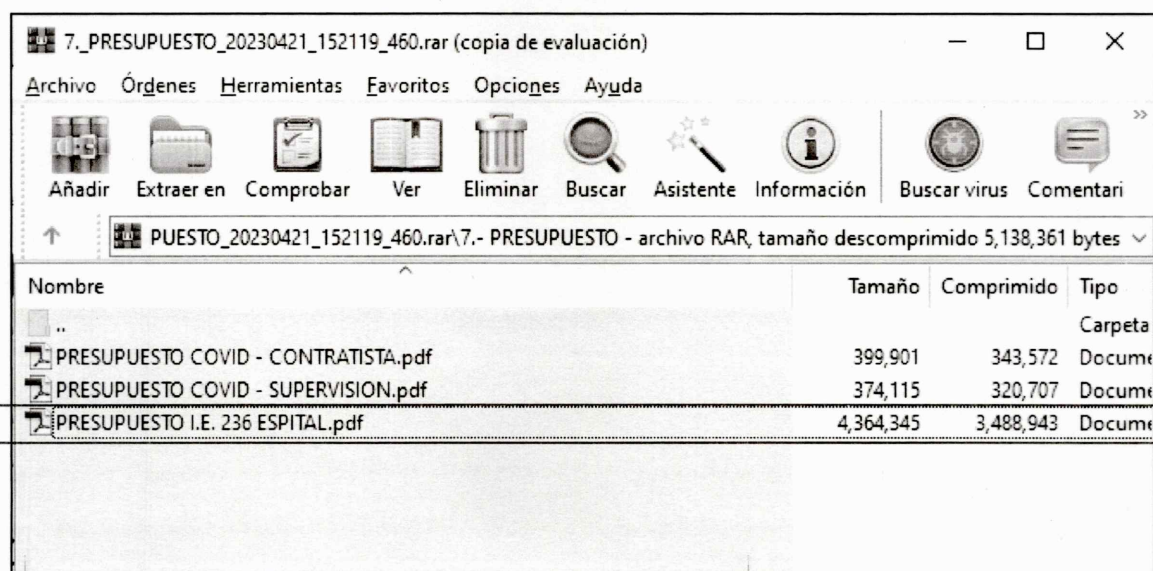 7._PRESUPUESTO_20230421_152119_460.rar (copia de evaluación)
Archivo Órdenes Herramientas Favoritos Opciones Ayuda
Añadir Extraer en Comprobar Ver Eliminar Buscar Asistente Información Buscar virus Comentari
PUESTO_20230421_152119_460.rar\7.- PRESUPUESTO - archivo RAR, tamaño descomprimido 5,138,361 bytes
Nombre Tamaño Comprimido Tipo
.. Carpeta
PRESUPUESTO COVID - CONTRATISTA.pdf 399,901 343,572 Docume
PRESUPUESTO COVID - SUPERVISION.pdf 374,115 320,707 Docume
PRESUPUESTO I.E. 236 ESPITAL.pdf 4,364,345 3,488,943 Docume